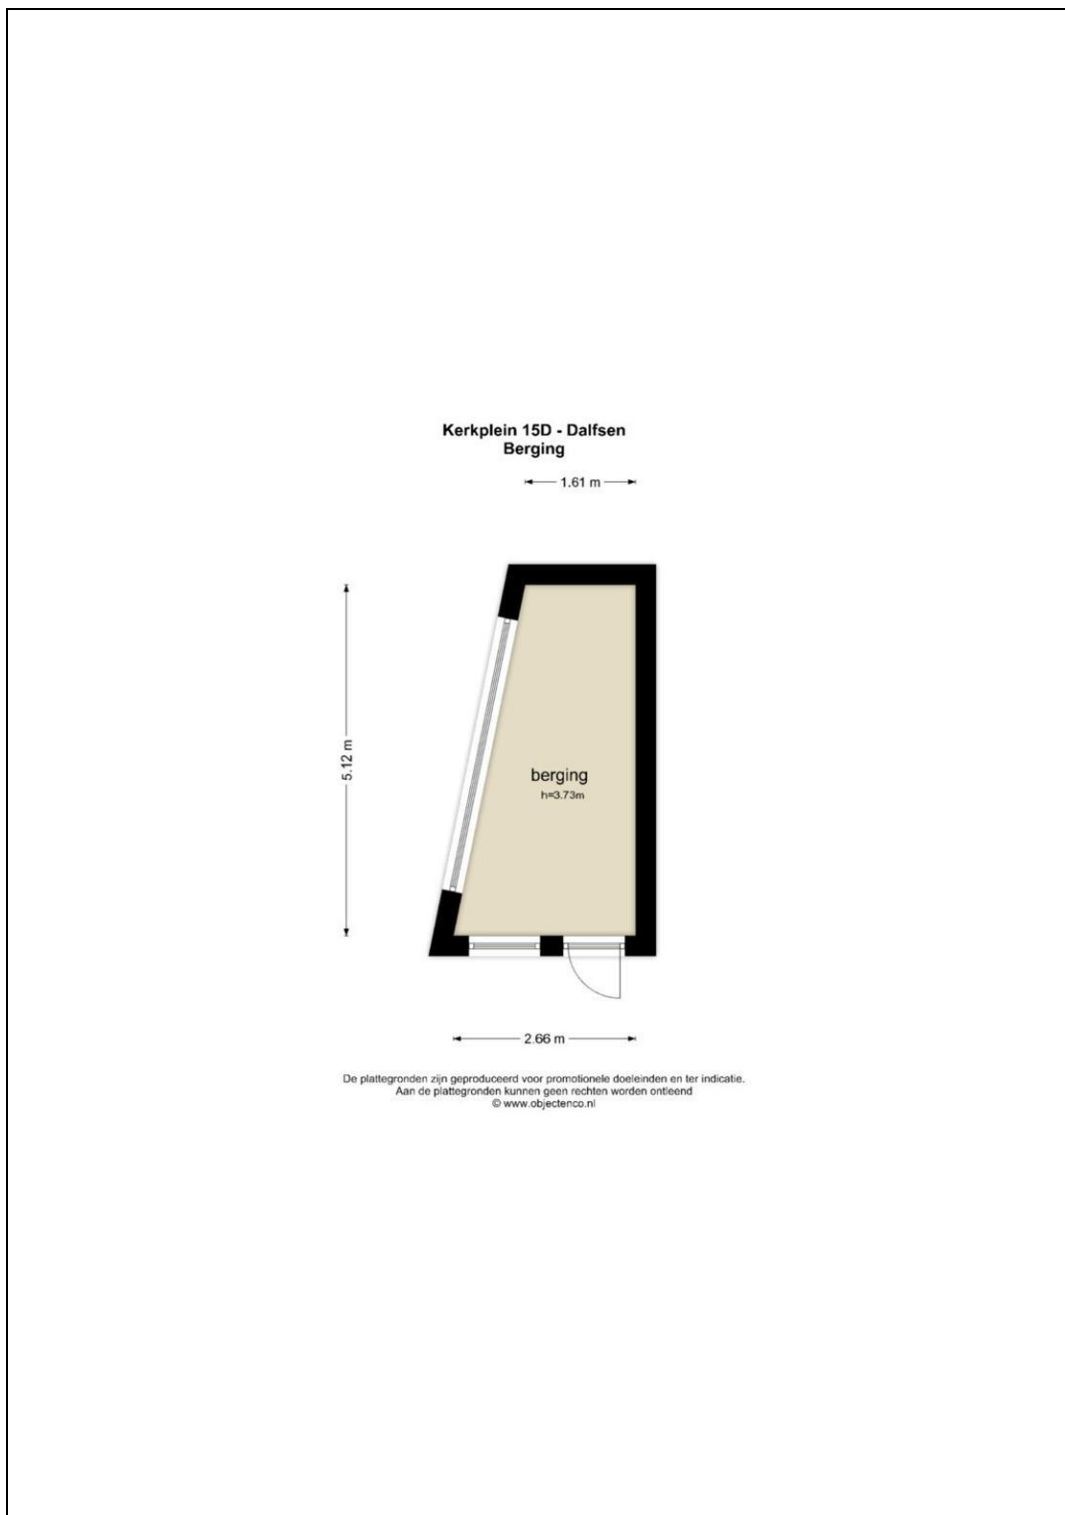 Kerkplein 15D - Dalfsen
Berging
1.61 m
5.12 m
berging
h=3.73m
2.66 m
De plattegronden zijn geproduceerd voor promotionele doeleinden en ter indicatie.
Aan de plattegronden kunnen geen rechten worden ontleend
© www.objectenco.nl